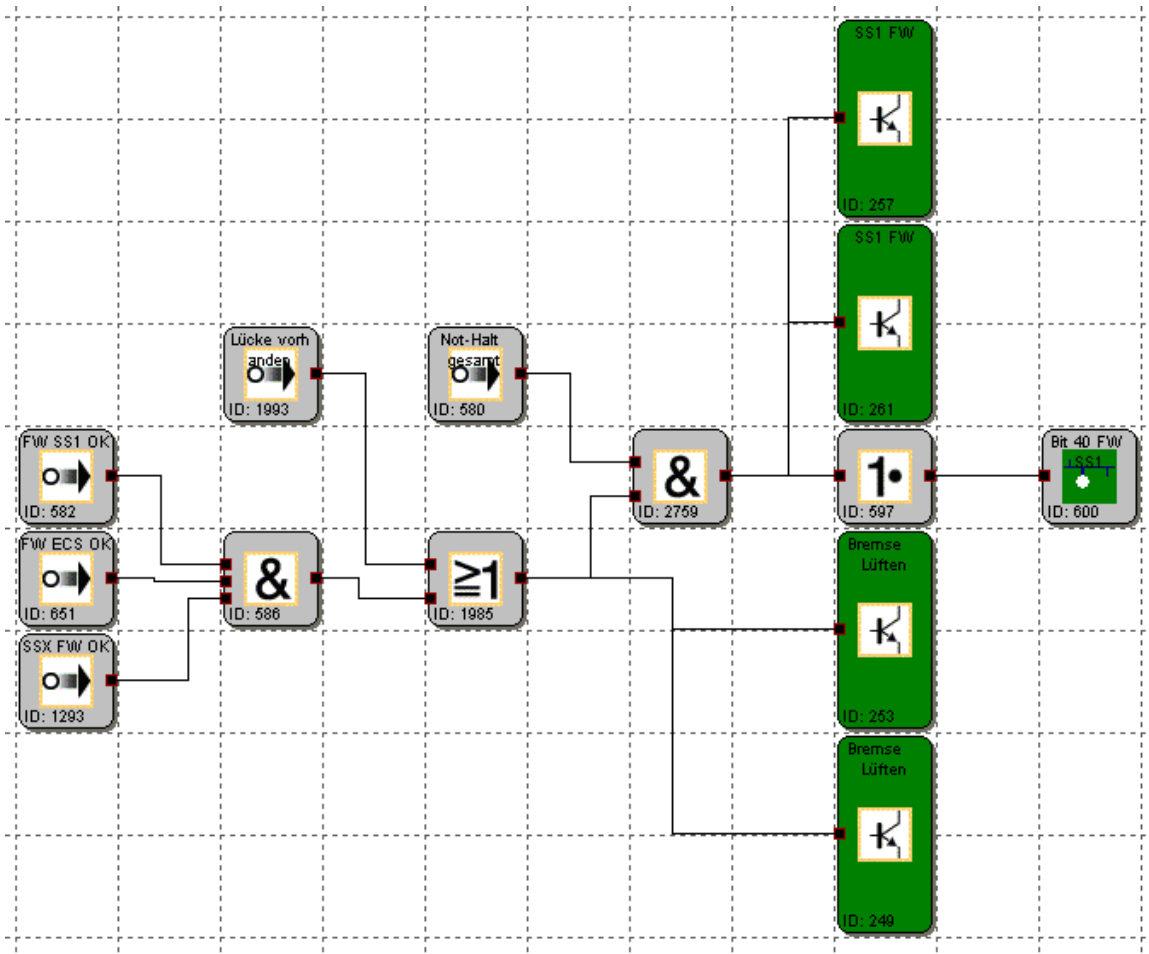 SS1 FW
ID: 257
SS1 FW
ID: 261
Lücke vorh
anden
ID: 1993
Not-Halt
gesamt
ID: 580
FW SS1 OK
ID: 582
&
ID: 2759
1
ID: 597
Bit 40 FW
SS1
ID: 600
FW ECS OK
ID: 651
&
ID: 586
≧1
ID: 1985
Bremse
Lüften
ID: 253
SSX FW OK
ID: 1293
Bremse
Lüften
ID: 249